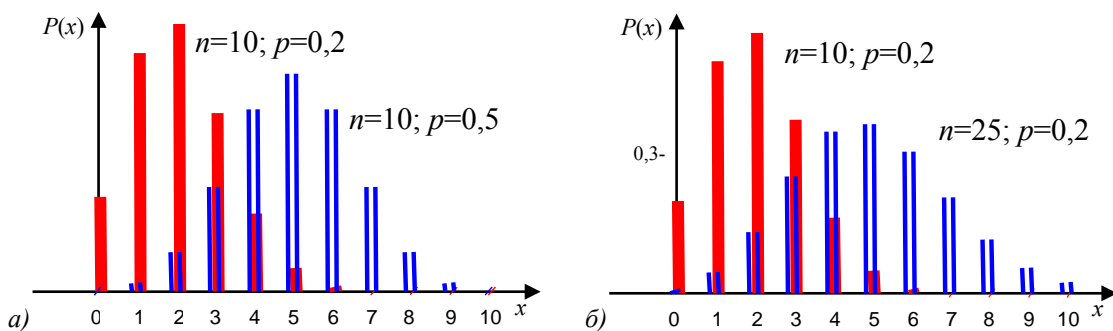 P(x)
n=10; p=0,2
n=10; p=0,5
0 1 2 3 4 5 6 7 8 9 10
x
а)
P(x)
n=10; p=0,2
n=25; p=0,2
0,3-
0 1 2 3 4 5 6 7 8 9 10
x
б)